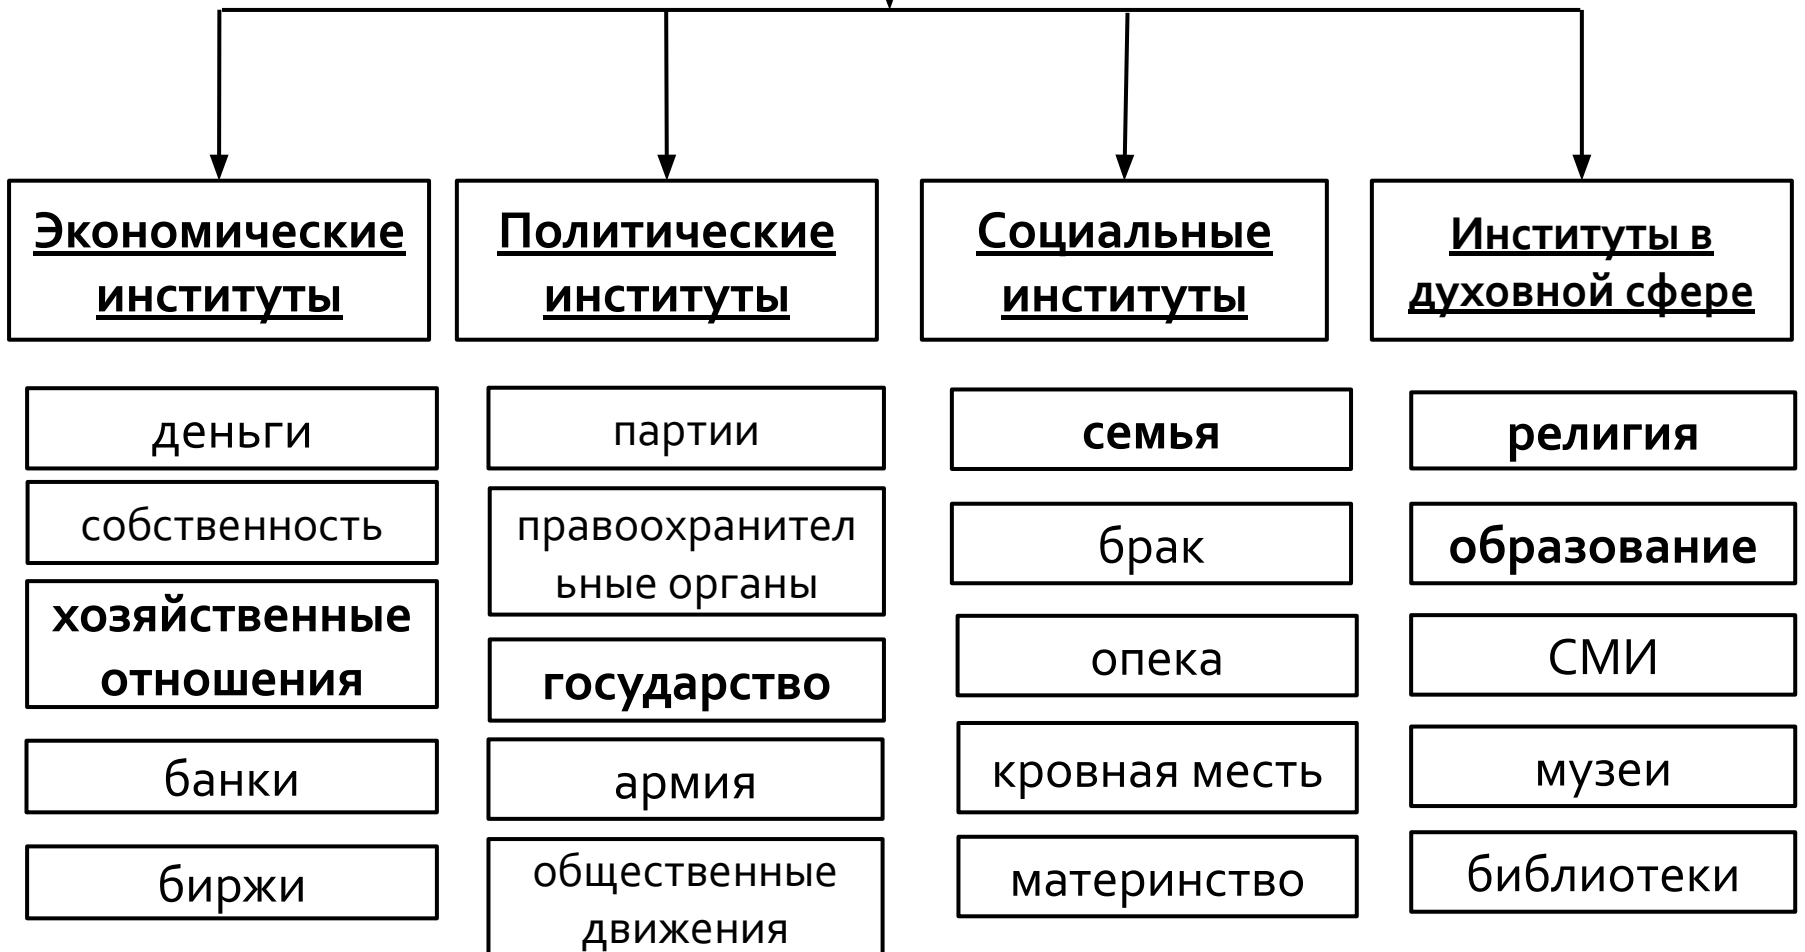 Экономические
институты
Политические
институты
Социальные
институты
Институты в
духовной сфере
деньги
собственность
хозяйственные
отношения
банки
биржи
партии
правоохранител
ьные органы
государство
армия
общественные
движения
семья
брак
опека
кровная месть
материнство
религия
образование
СМИ
музеи
библиотеки